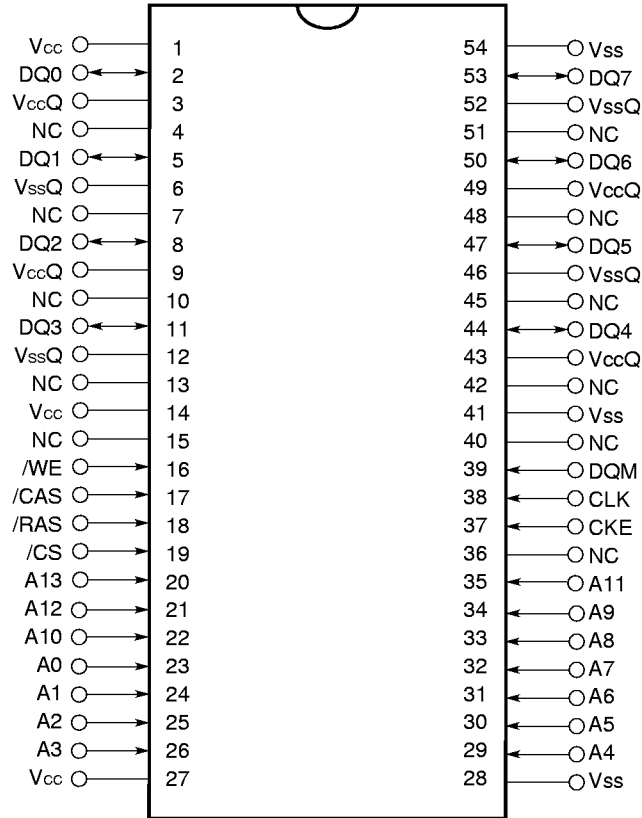 Vcc 1 54 Vss
DQ0 2 53 DQ7
VccQ 3 52 VssQ
NC 4 51 NC
DQ1 5 50 DQ6
VssQ 6 49 VccQ
NC 7 48 NC
DQ2 8 47 DQ5
VccQ 9 46 VssQ
NC 10 45 NC
DQ3 11 44 DQ4
VssQ 12 43 VccQ
NC 13 42 NC
Vcc 14 41 Vss
NC 15 40 NC
/WE 16 39 DQM
/CAS 17 38 CLK
/RAS 18 37 CKE
/CS 19 36 NC
A13 20 35 A11
A12 21 34 A9
A10 22 33 A8
A0 23 32 A7
A1 24 31 A6
A2 25 30 A5
A3 26 29 A4
Vcc 27 28 Vss